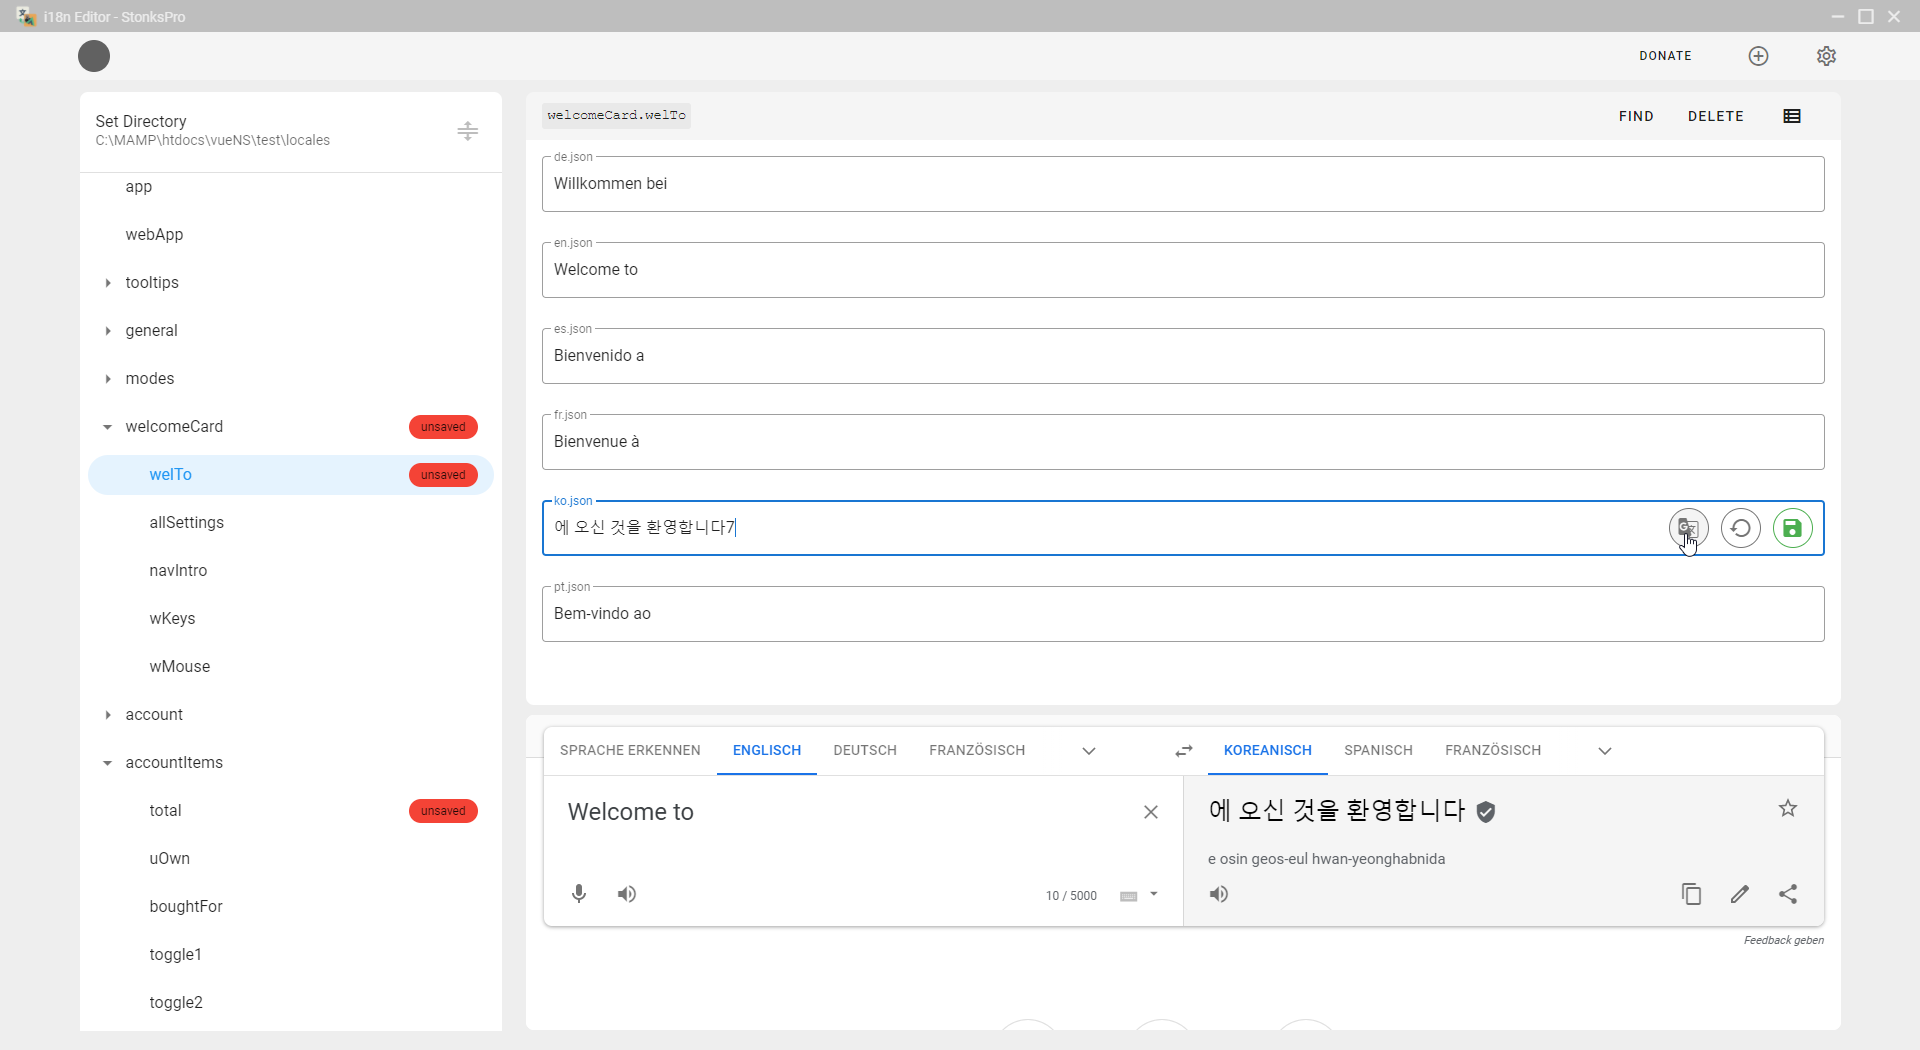 i18n Editor - StonksPro
DONATE
Set Directory
C:\MAMP\htdocs\vueNS\test\locales
app
webApp
tooltips
general
modes
welcomeCard
unsaved
welTo
unsaved
allSettings
navIntro
wKeys
wMouse
account
accountItems
total
unsaved
uOwn
boughtFor
toggle1
toggle2
welcomeCard.welTo
FIND
DELETE
de.json
Willkommen bei
en.json
Welcome to
es.json
Bienvenido a
fr.json
Bienvenue à
ko.json
에 오신 것을 환영합니다7
pt.json
Bem-vindo ao
SPRACHE ERKENNEN
ENGLISCH
DEUTSCH
FRANZÖSISCH
KOREANISCH
SPANISCH
FRANZÖSISCH
Welcome to
10 / 5000
에 오신 것을 환영합니다
e osin geos-eul hwan-yeonghabnida
Feedback geben